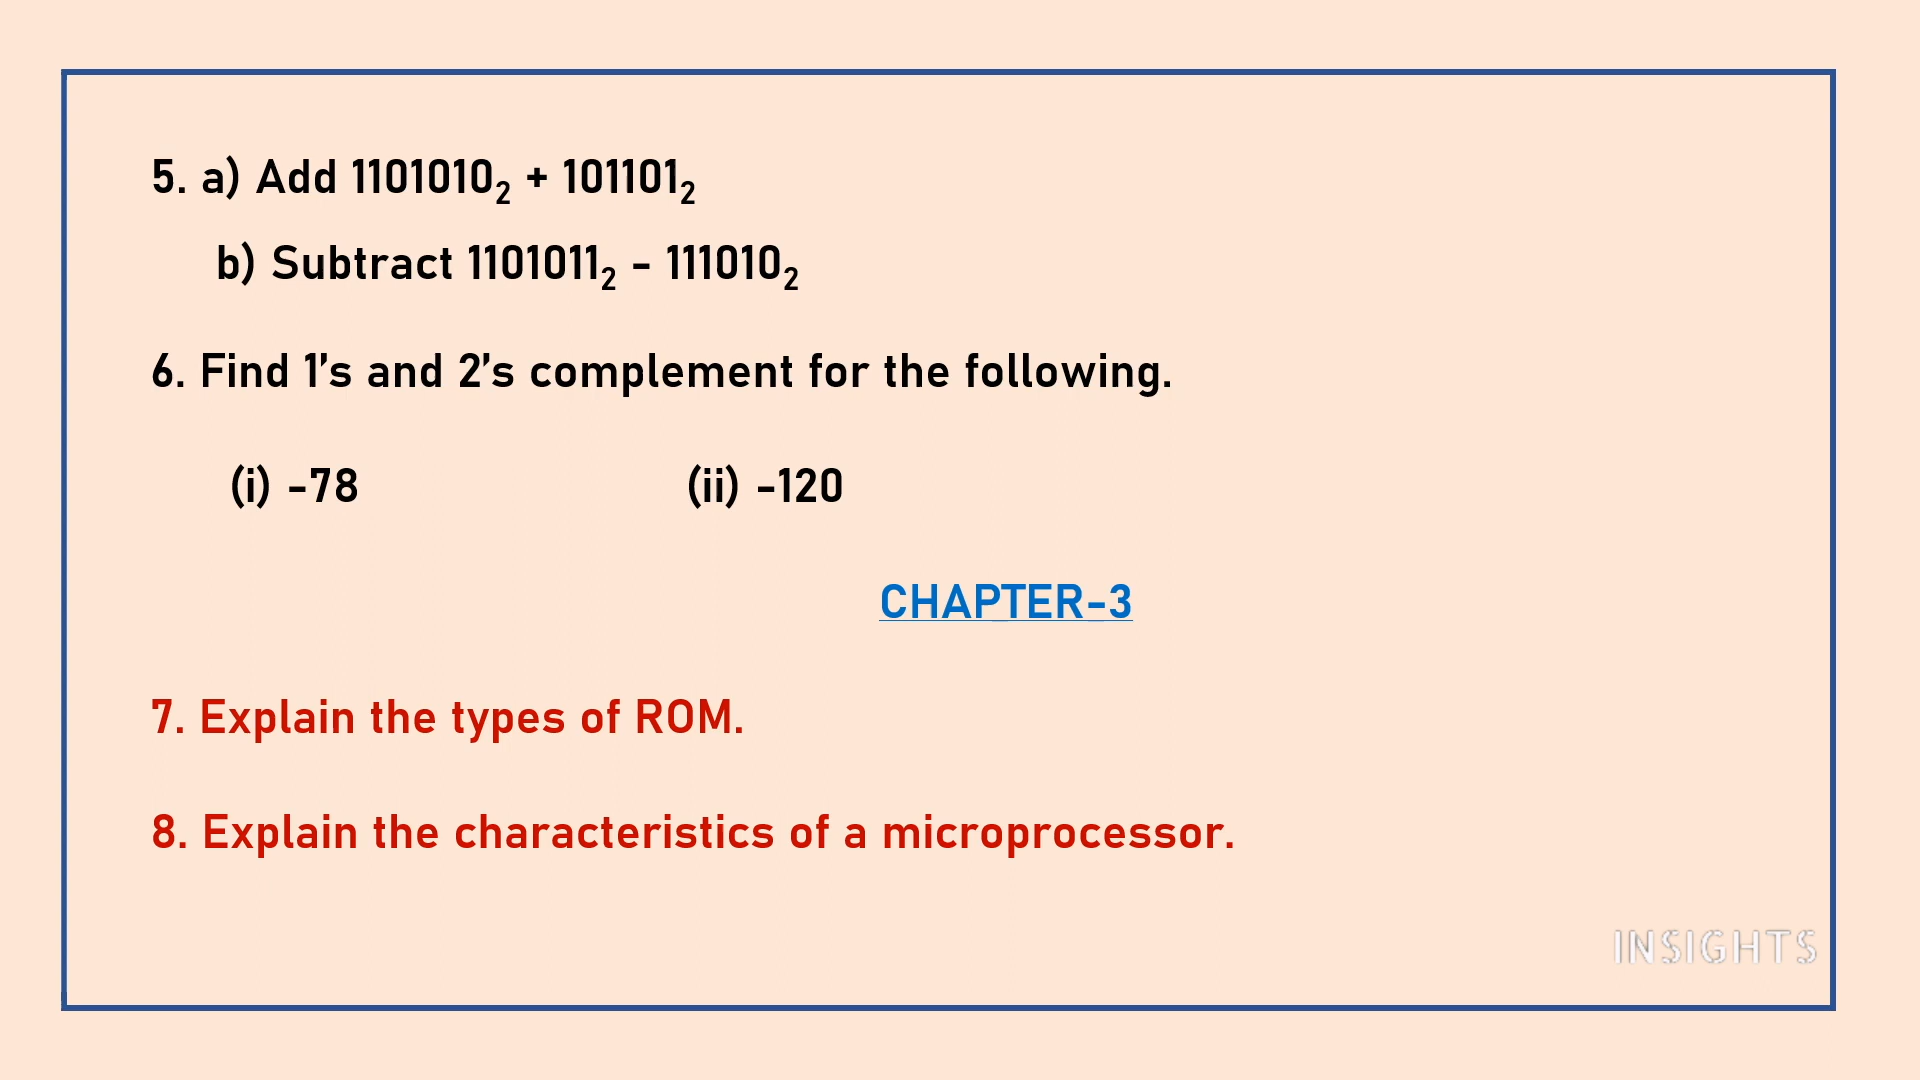 5. a) Add 1101010₂ + 101101₂
b) Subtract 1101011₂ - 111010₂
6. Find 1's and 2's complement for the following.
(i) -78 (ii) -120
CHAPTER-3
7. Explain the types of ROM.
8. Explain the characteristics of a microprocessor.
INSIGHTS